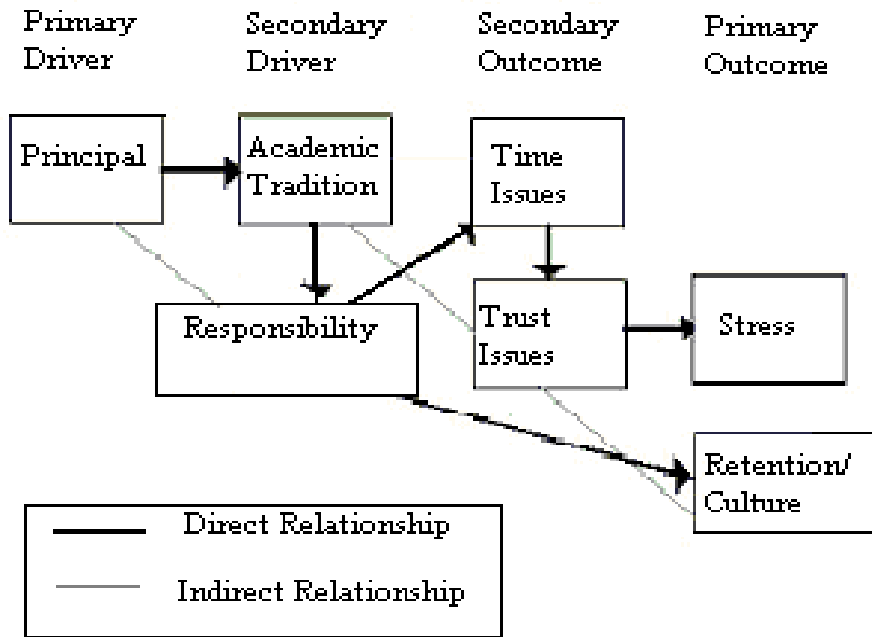 Primary
Driver
Secondary
Driver
Secondary
Outcome
Primary
Outcome
Principal
Academic
Tradition
Time
Issues
Responsibility
Trust
Issues
Stress
Retention/
Culture
Direct Relationship
Indirect Relationship